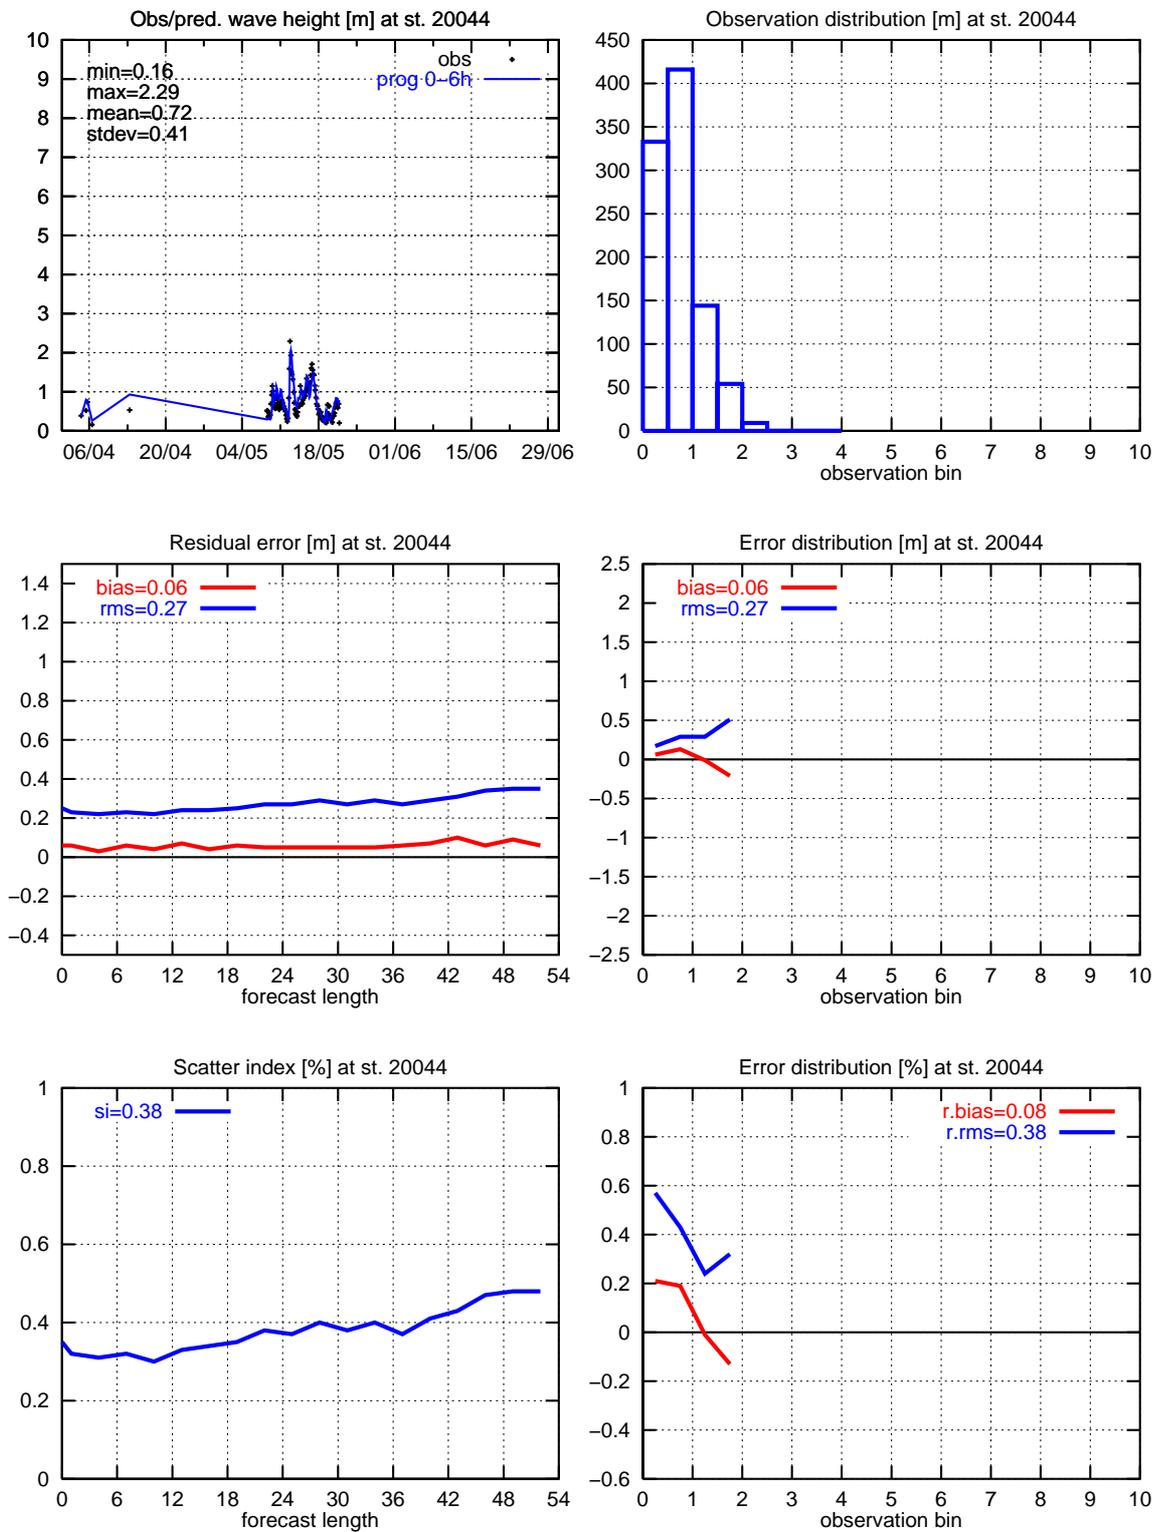 Obs/pred. wave height [m] at st. 20044
10
9
8
7
6
5
4
3
2
1
0
min=0.16
max=2.29
mean=0.72
stdev=0.41
obs
prog 0-6h
06/04 20/04 04/05 18/05 01/06 15/06 29/06
Observation distribution [m] at st. 20044
450
400
350
300
250
200
150
100
50
0
0 1 2 3 4 5 6 7 8 9 10
observation bin
Residual error [m] at st. 20044
bias=0.06
rms=0.27
1.4
1.2
1
0.8
0.6
0.4
0.2
0
−0.2
−0.4
0 6 12 18 24 30 36 42 48 54
forecast length
Error distribution [m] at st. 20044
bias=0.06
rms=0.27
2.5
2
1.5
1
0.5
0
−0.5
−1
−1.5
−2
−2.5
0 1 2 3 4 5 6 7 8 9 10
observation bin
Scatter index [%] at st. 20044
si=0.38
1
0.8
0.6
0.4
0.2
0
0 6 12 18 24 30 36 42 48 54
forecast length
Error distribution [%] at st. 20044
r.bias=0.08
r.rms=0.38
1
0.8
0.6
0.4
0.2
0
−0.2
−0.4
−0.6
0 1 2 3 4 5 6 7 8 9 10
observation bin